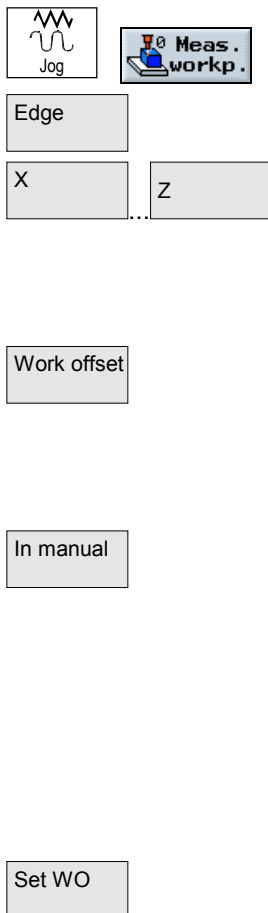 Jog
Meas.
workp.
Edge
X
... Z
Work offset
In manual
Set WO